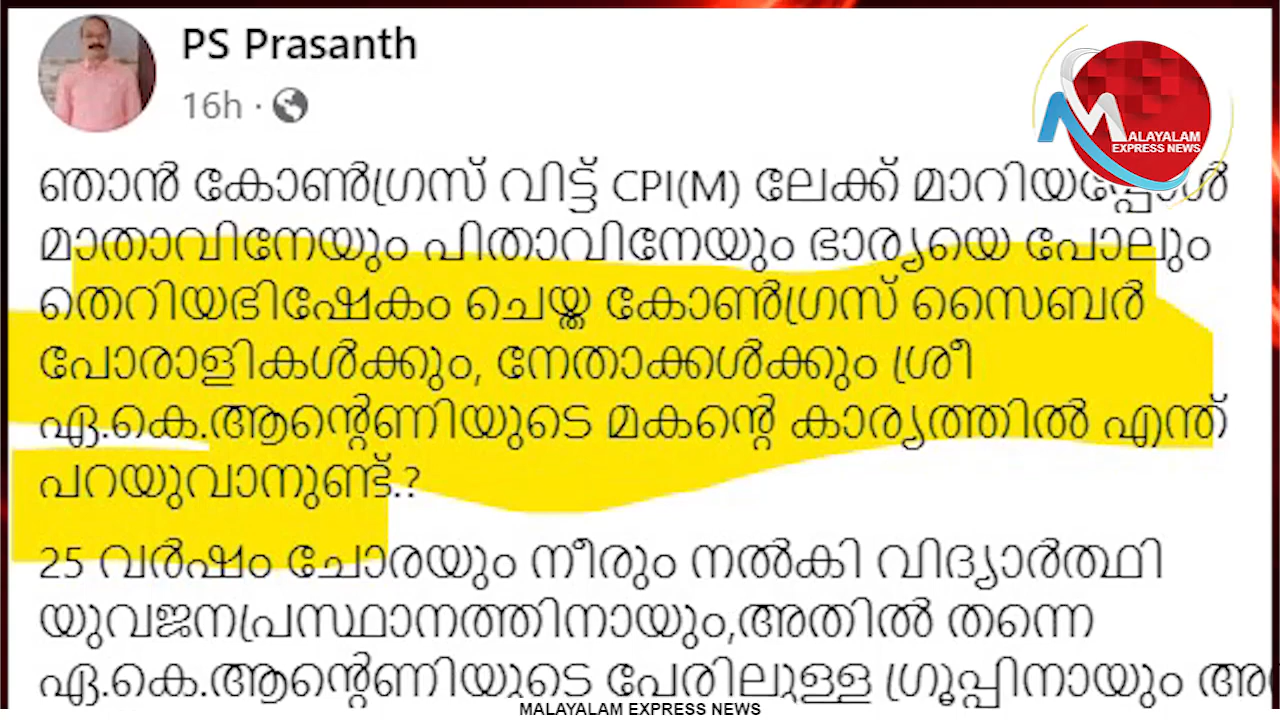 PS Prasanth
16h ·
MALAYALAM
EXPRESS NEWS
ഞാൻ കോൺഗ്രസ് വിട്ട് CPI(M) ലേക്ക് മാറിയപ്പോൾ
മാതാവിനേയും പിതാവിനേയും ഭാര്യയെ പോലും
തെറിയഭിഷേകം ചെയ്ത കോൺഗ്രസ് സൈബർ
പോരാളികൾക്കും, നേതാക്കൾക്കും ശ്രീ
ഏ.കെ.ആന്റെണിയുടെ മകന്റെ കാര്യത്തിൽ എന്ത്
പറയുവാനുണ്ട്.?
25 വർഷം ചോരയും നീരും നൽകി വിദ്യാർത്ഥി
യുവജനപ്രസ്ഥാനത്തിനായും,അതിൽ തന്നെ
ഏ.കെ.ആന്റെണിയുടെ പേരിലുള്ള ഗ്രൂപ്പിനായും
MALAYALAM EXPRESS NEWS